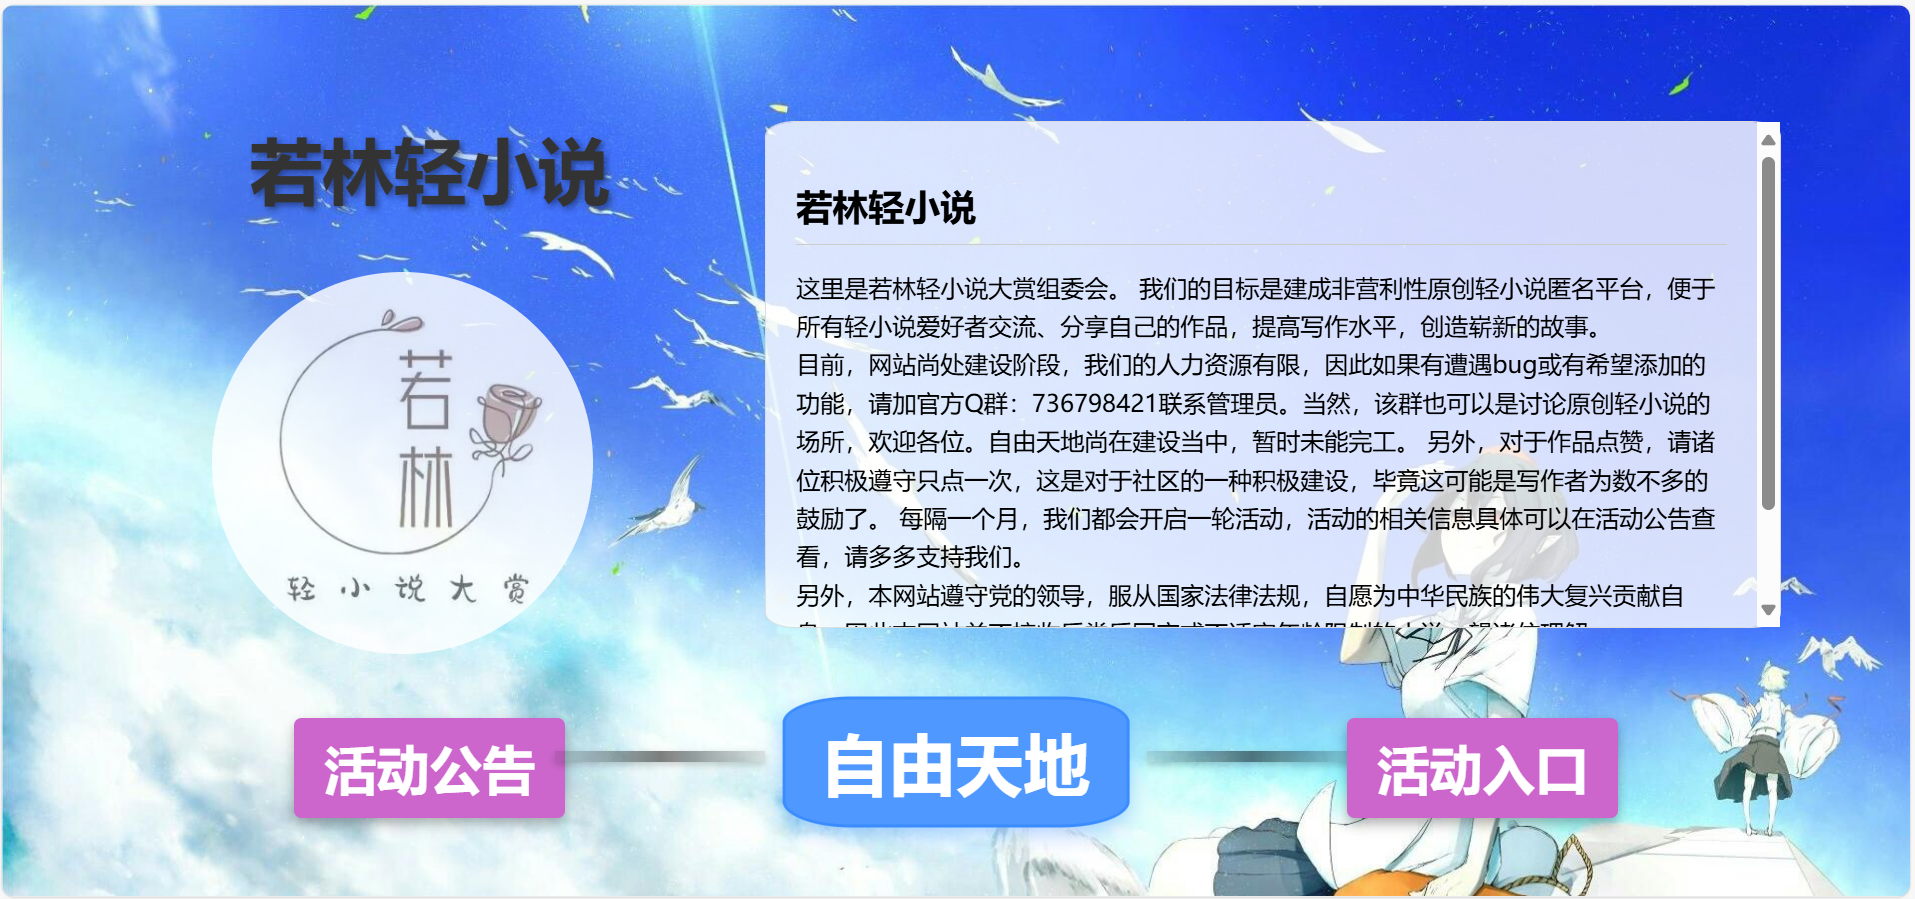 若林轻小说
若林
轻小说大赏
若林轻小说
这里是若林轻小说大赏组委会。 我们的目标是建成非营利性原创轻小说匿名平台，便于
所有轻小说爱好者交流、分享自己的作品，提高写作水平，创造崭新的故事。
目前，网站尚处建设阶段，我们的人力资源有限，因此如果有遭遇bug或有希望添加的
功能，请加官方Q群：736798421联系管理员。当然，该群也可以是讨论原创轻小说的
场所，欢迎各位。自由天地尚在建设当中，暂时未能完工。 另外，对于作品点赞，请诸
位积极遵守只点一次，这是对于社区的一种积极建设，毕竟这可能是写作者为数不多的
鼓励了。 每隔一个月，我们都会开启一轮活动，活动的相关信息具体可以在活动公告查
看，请多多支持我们。
另外，本网站遵守党的领导，服从国家法律法规，自愿为中华民族的伟大复兴贡献自
活动公告
自由天地
活动入口